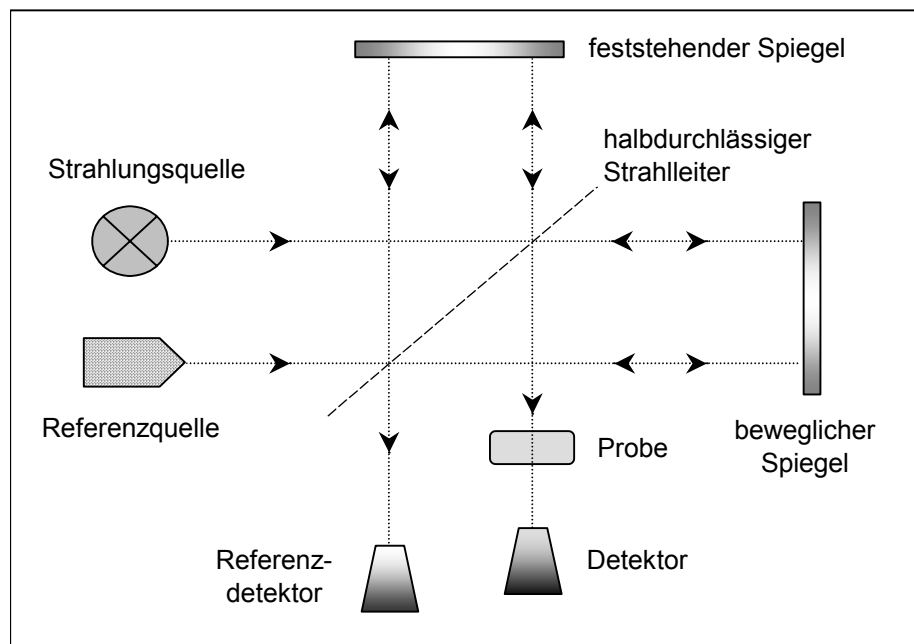 feststehender Spiegel
halbdurchlässiger
Strahlleiter
Strahlungsquelle
Referenzquelle
beweglicher
Spiegel
Probe
Referenz-
detektor
Detektor